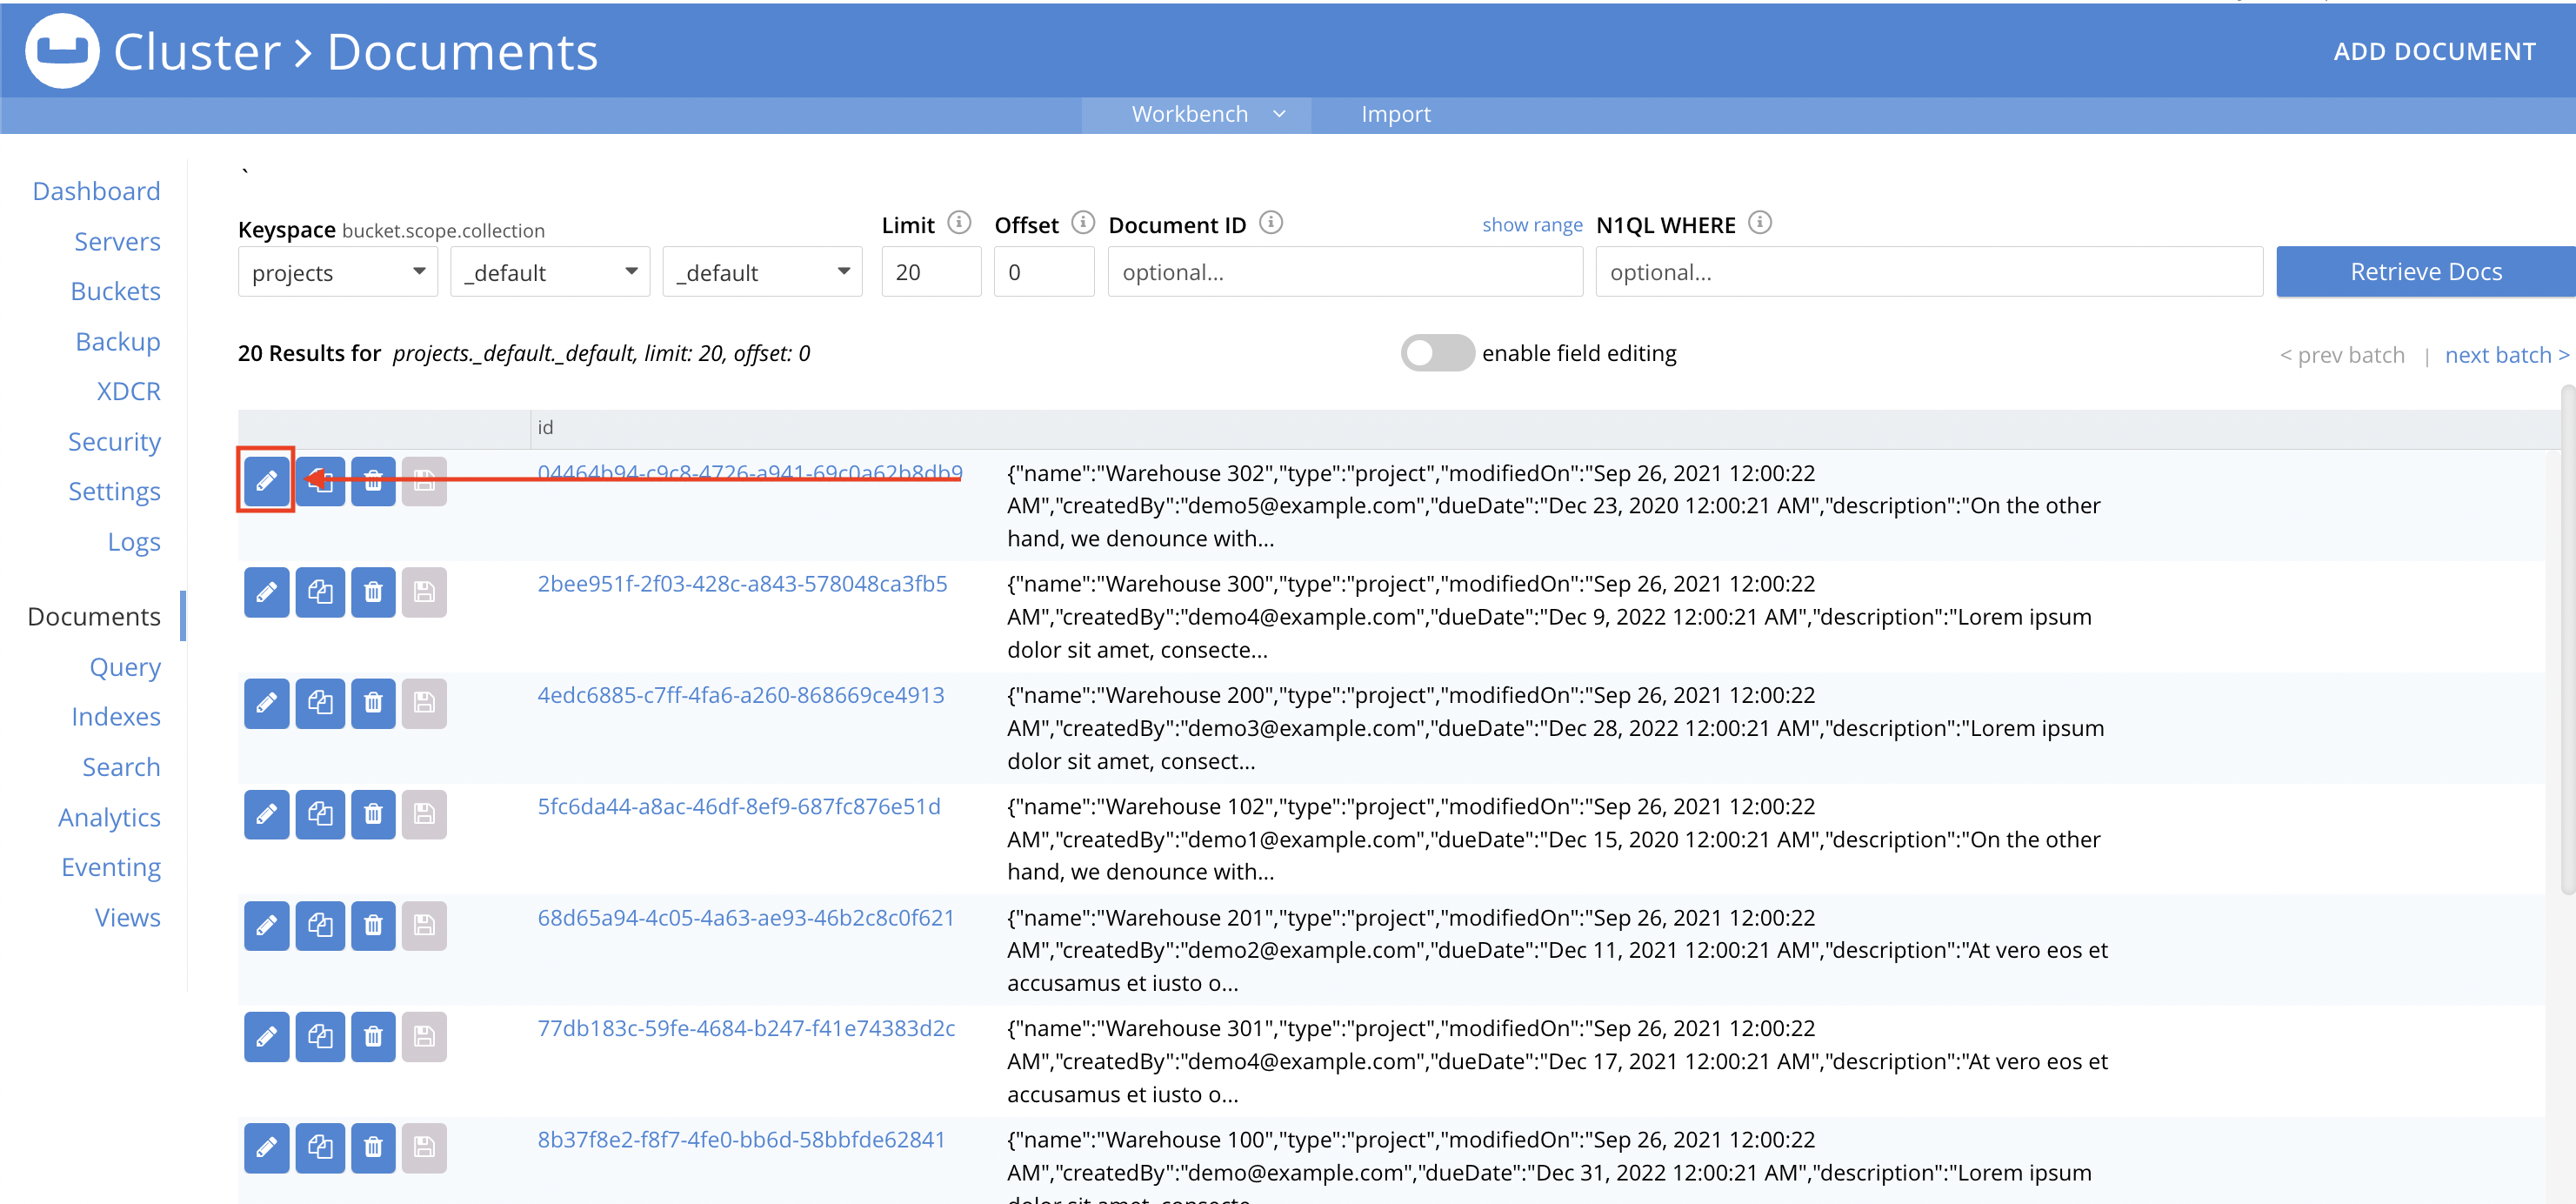 Cluster > Documents
ADD DOCUMENT
Workbench
Import
Dashboard
Servers
Buckets
Backup
XDCR
Security
Settings
Logs
Documents
Query
Indexes
Search
Analytics
Eventing
Views
`
Keyspace bucket.scope.collection
Limit
Offset
Document ID
show range
N1QL WHERE
projects
_default
_default
20
0
optional...
optional...
Retrieve Docs
20 Results for projects._default._default, limit: 20, offset: 0
enable field editing
< prev batch | next batch >
id
04464b94-c9c8-4726-a941-69c0a62b8db9
{"name":"Warehouse 302","type":"project","modifiedOn":"Sep 26, 2021 12:00:22
AM","createdBy":"demo5@example.com","dueDate":"Dec 23, 2020 12:00:21 AM","description":"On the other
hand, we denounce with...
2bee951f-2f03-428c-a843-578048ca3fb5
{"name":"Warehouse 300","type":"project","modifiedOn":"Sep 26, 2021 12:00:22
AM","createdBy":"demo4@example.com","dueDate":"Dec 9, 2022 12:00:21 AM","description":"Lorem ipsum
dolor sit amet, consecte...
4edc6885-c7ff-4fa6-a260-868669ce4913
{"name":"Warehouse 200","type":"project","modifiedOn":"Sep 26, 2021 12:00:22
AM","createdBy":"demo3@example.com","dueDate":"Dec 28, 2022 12:00:21 AM","description":"Lorem ipsum
dolor sit amet, consect...
5fc6da44-a8ac-46df-8ef9-687fc876e51d
{"name":"Warehouse 102","type":"project","modifiedOn":"Sep 26, 2021 12:00:22
AM","createdBy":"demo1@example.com","dueDate":"Dec 15, 2020 12:00:21 AM","description":"On the other
hand, we denounce with...
68d65a94-4c05-4a63-ae93-46b2c8c0f621
{"name":"Warehouse 201","type":"project","modifiedOn":"Sep 26, 2021 12:00:22
AM","createdBy":"demo2@example.com","dueDate":"Dec 11, 2021 12:00:21 AM","description":"At vero eos et
accusamus et iusto o...
77db183c-59fe-4684-b247-f41e74383d2c
{"name":"Warehouse 301","type":"project","modifiedOn":"Sep 26, 2021 12:00:22
AM","createdBy":"demo4@example.com","dueDate":"Dec 17, 2021 12:00:21 AM","description":"At vero eos et
accusamus et iusto o...
8b37f8e2-f8f7-4fe0-bb6d-58bbfde62841
{"name":"Warehouse 100","type":"project","modifiedOn":"Sep 26, 2021 12:00:22
AM","createdBy":"demo@example.com","dueDate":"Dec 31, 2022 12:00:21 AM","description":"Lorem ipsum